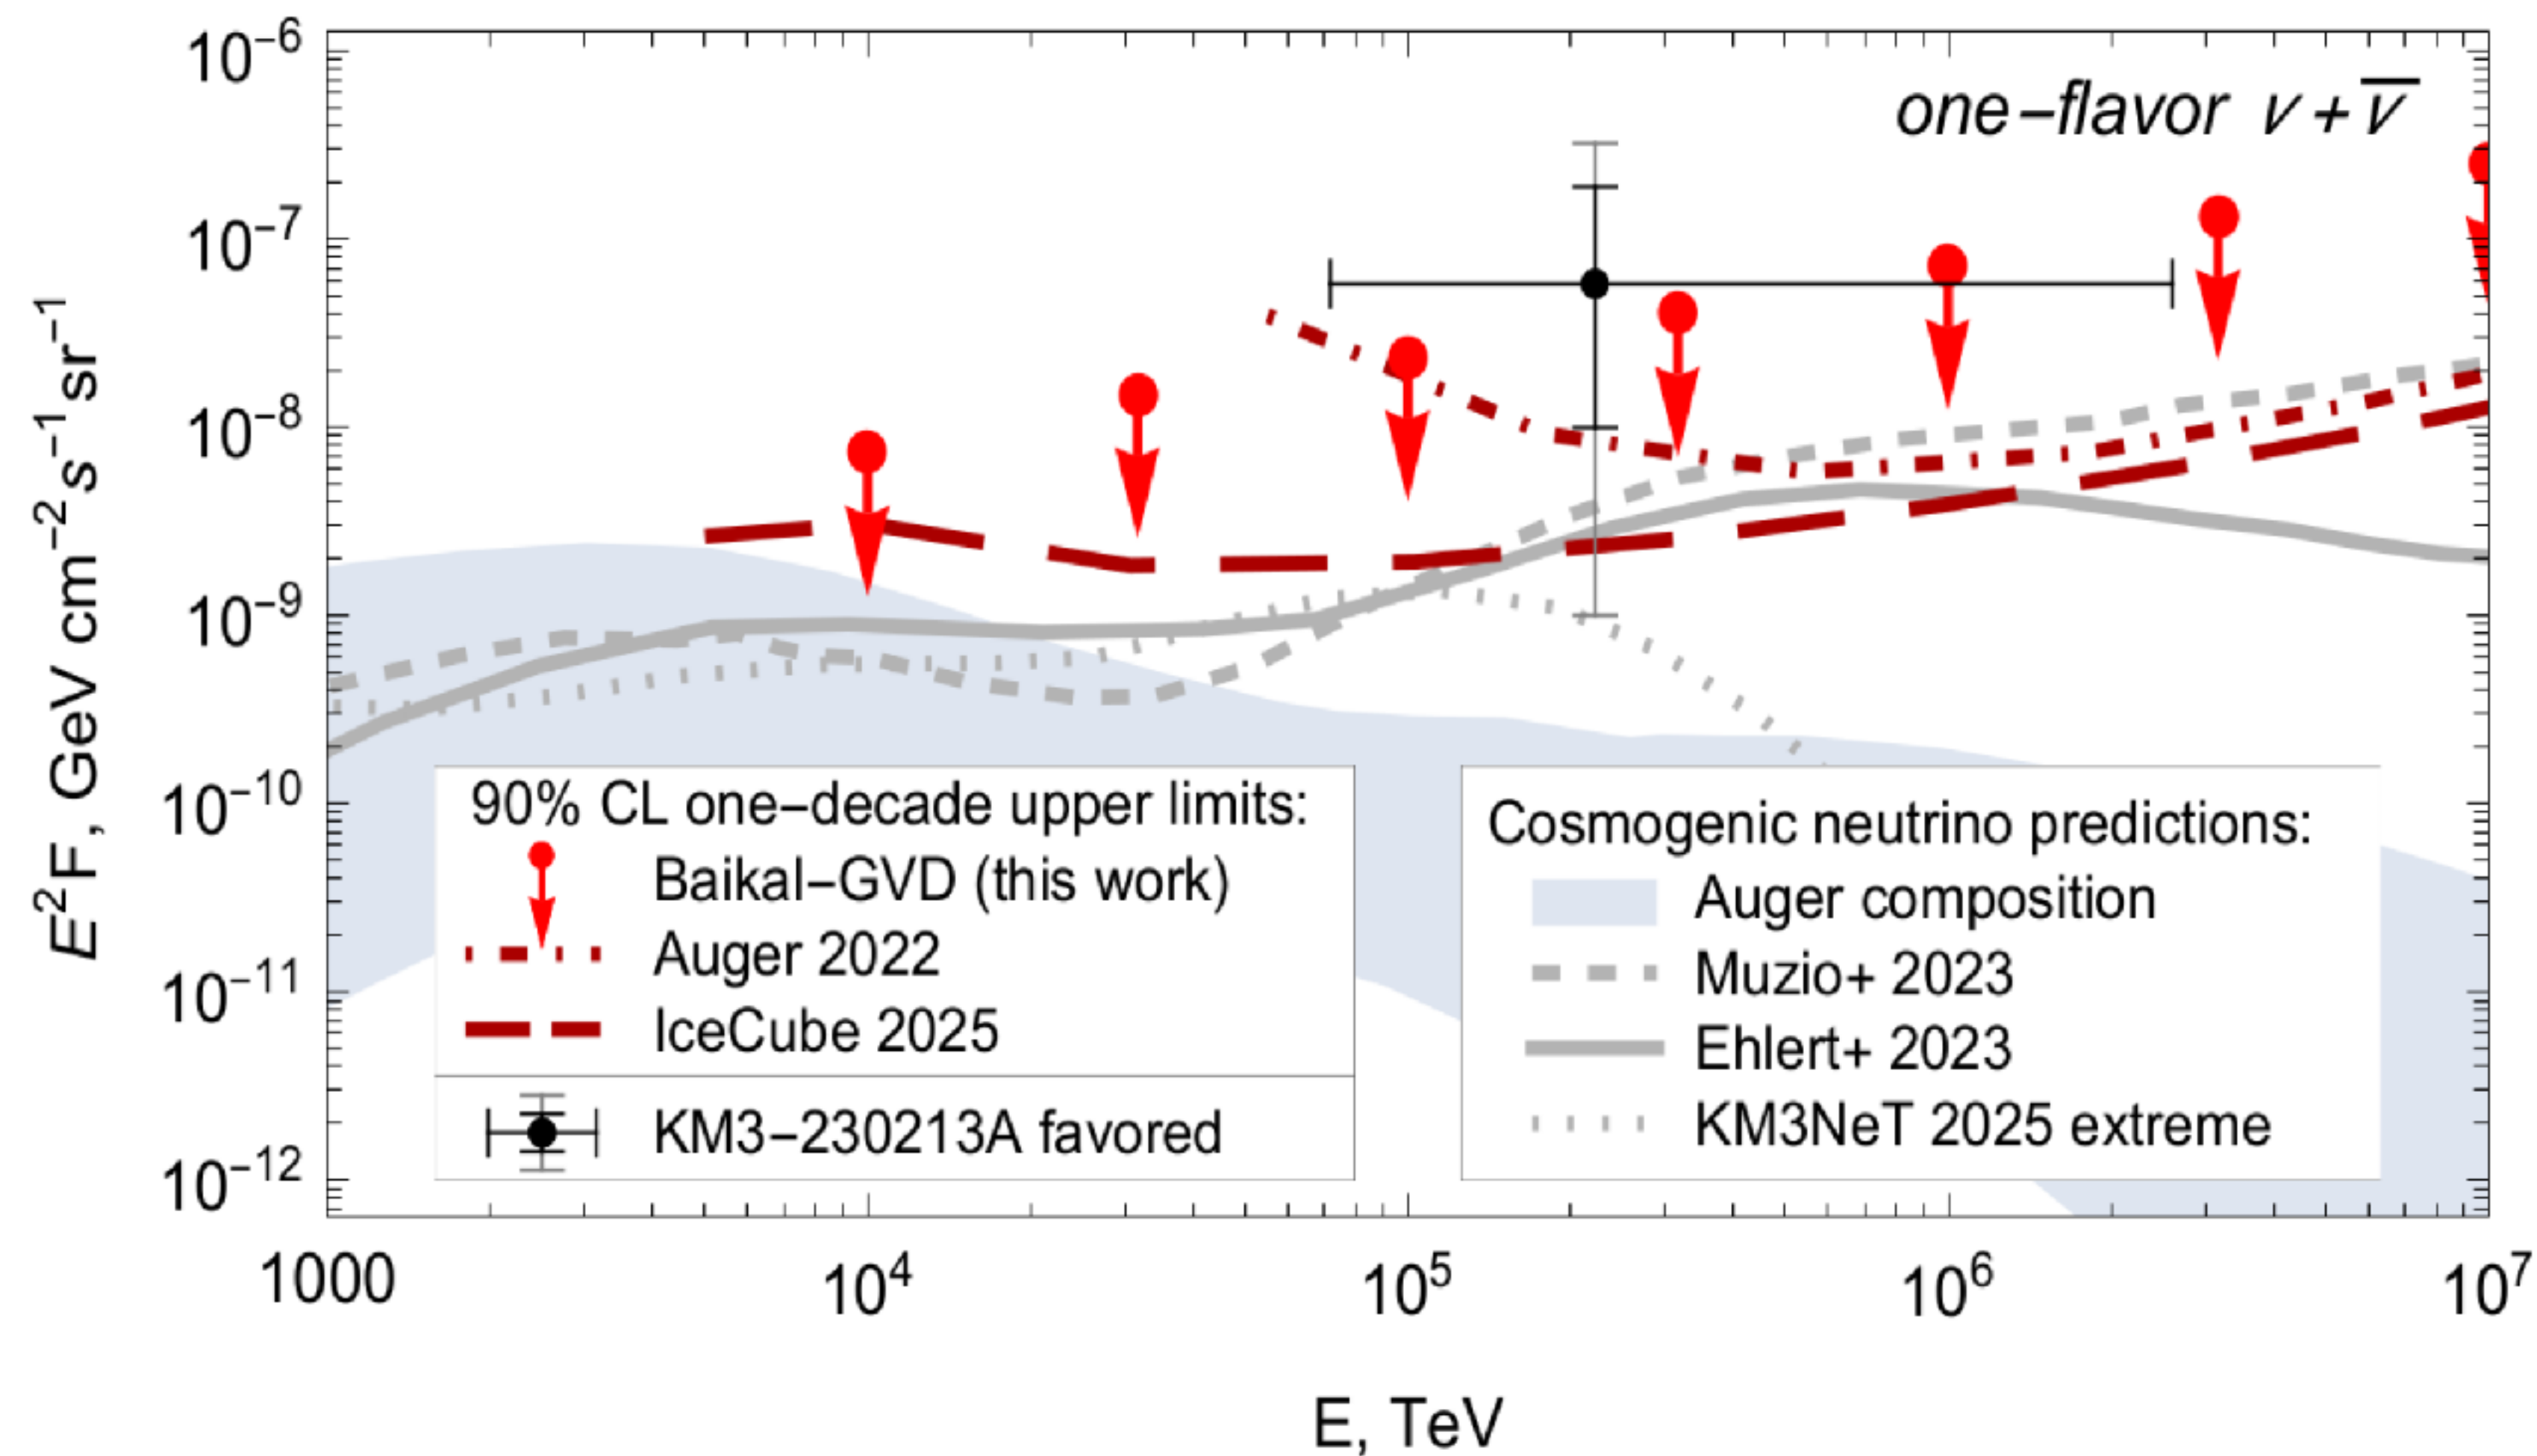 10⁻⁶
10⁻⁷
10⁻⁸
10⁻⁹
10⁻¹⁰
10⁻¹¹
10⁻¹²
E²F, GeV cm⁻²s⁻¹sr⁻¹
one–flavor ν + ν̅
90% CL one–decade upper limits:
Baikal–GVD (this work)
Auger 2022
IceCube 2025
KM3–230213A favored
Cosmogenic neutrino predictions:
Auger composition
Muzio+ 2023
Ehlert+ 2023
KM3NeT 2025 extreme
1000 10⁴ 10⁵ 10⁶ 10⁷
E, TeV